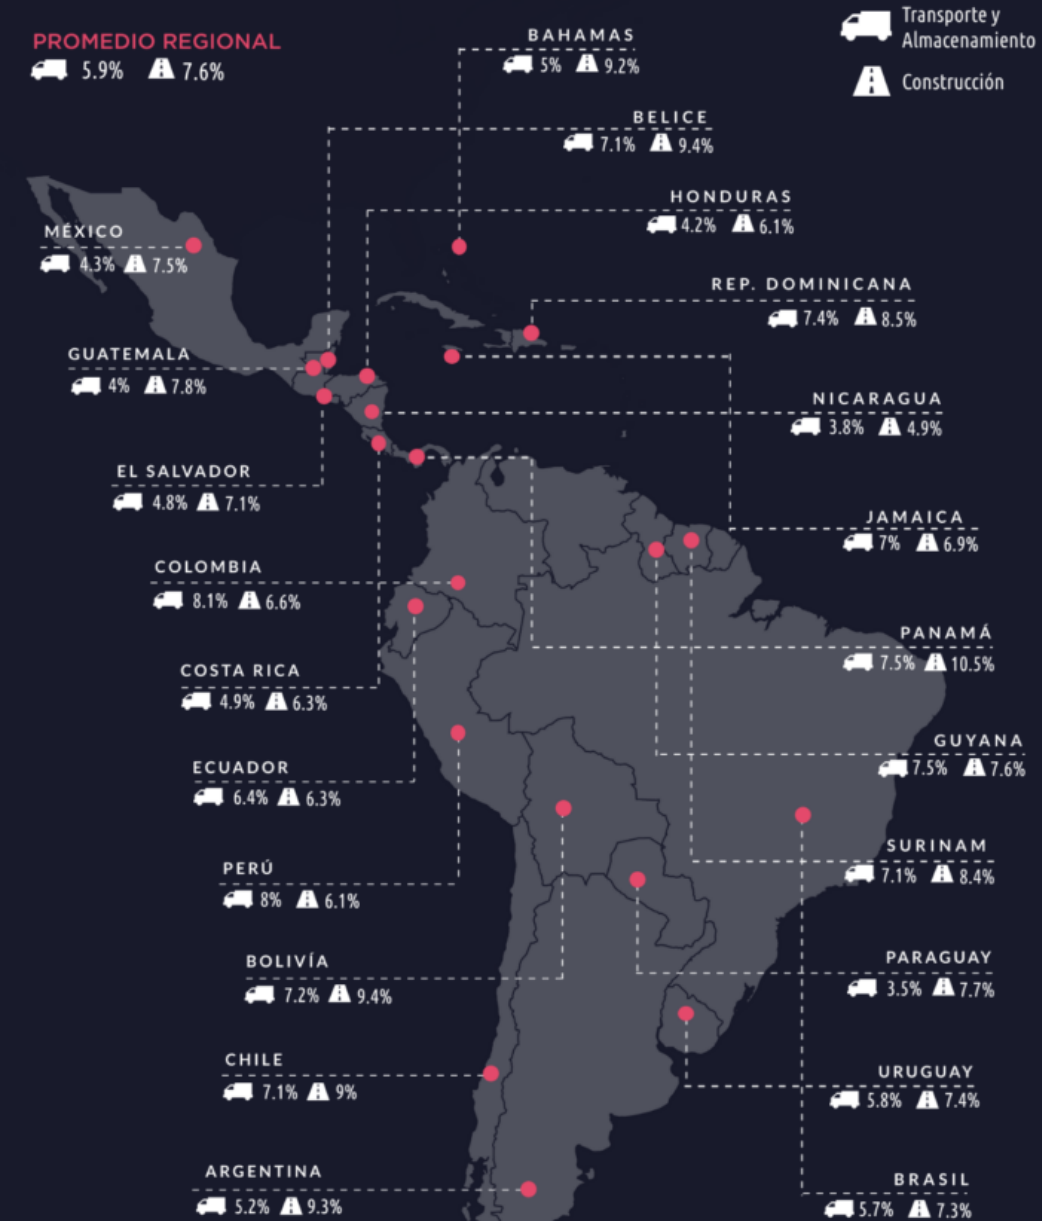 PROMEDIO REGIONAL
5.9% 7.6%
Transporte y
Almacenamiento
Construcción
BAHAMAS
5% 9.2%
BELICE
7.1% 9.4%
HONDURAS
4.2% 6.1%
MÉXICO
4.3% 7.5%
REP. DOMINICANA
7.4% 8.5%
GUATEMALA
4% 7.8%
NICARAGUA
3.8% 4.9%
EL SALVADOR
4.8% 7.1%
JAMAICA
7% 6.9%
COLOMBIA
8.1% 6.6%
PANAMÁ
7.5% 10.5%
COSTA RICA
4.9% 6.3%
GUYANA
7.5% 7.6%
ECUADOR
6.4% 6.3%
SURINAM
7.1% 8.4%
PERÚ
8% 6.1%
PARAGUAY
3.5% 7.7%
BOLIVÍA
7.2% 9.4%
CHILE
7.1% 9%
URUGUAY
5.8% 7.4%
ARGENTINA
5.2% 9.3%
BRASIL
5.7% 7.3%